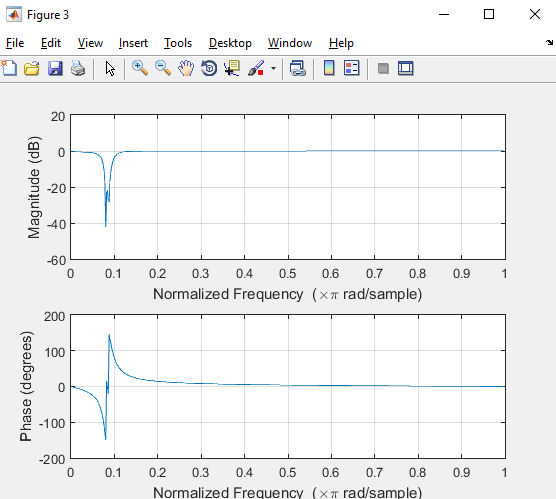 Figure 3
File Edit View Insert Tools Desktop Window Help
20
0
-20
-40
-60
Magnitude (dB)
0 0.1 0.2 0.3 0.4 0.5 0.6 0.7 0.8 0.9 1
Normalized Frequency (×π rad/sample)
200
100
0
-100
-200
Phase (degrees)
0 0.1 0.2 0.3 0.4 0.5 0.6 0.7 0.8 0.9 1
Normalized Frequency (×π rad/sample)